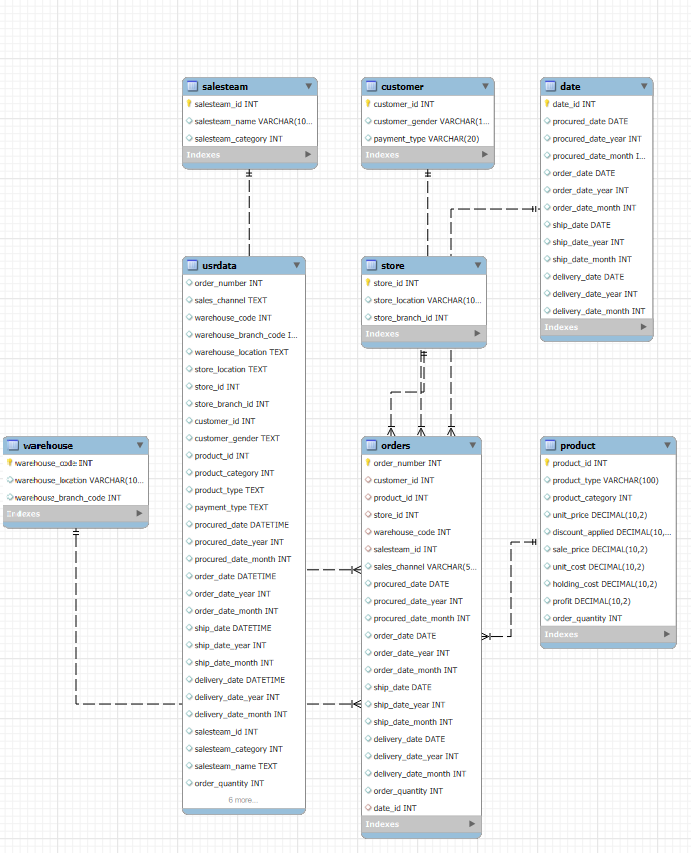 salesteam
salesteam_id INT
salesteam_name VARCHAR(10...
salesteam_category INT
Indexes
customer
customer_id INT
customer_gender VARCHAR(1...
payment_type VARCHAR(20)
Indexes
date
date_id INT
procured_date DATE
procured_date_year INT
procured_date_month I...
order_date DATE
order_date_year INT
order_date_month INT
ship_date DATE
ship_date_year INT
ship_date_month INT
delivery_date DATE
delivery_date_year INT
delivery_date_month INT
Indexes
usrdata
order_number INT
sales_channel TEXT
warehouse_code INT
warehouse_branch_code I...
warehouse_location TEXT
store_location TEXT
store_id INT
store_branch_id INT
customer_id INT
customer_gender TEXT
product_id INT
product_category INT
product_type TEXT
payment_type TEXT
procured_date DATETIME
procured_date_year INT
procured_date_month INT
order_date DATETIME
order_date_year INT
order_date_month INT
ship_date DATETIME
ship_date_year INT
ship_date_month INT
delivery_date DATETIME
delivery_date_year INT
delivery_date_month INT
salesteam_id INT
salesteam_category INT
salesteam_name TEXT
order_quantity INT
6 more...
store
store_id INT
store_location VARCHAR(10...
store_branch_id INT
Indexes
warehouse
warehouse_code INT
warehouse_location VARCHAR(10...
warehouse_branch_code INT
Indexes
orders
order_number INT
customer_id INT
product_id INT
store_id INT
warehouse_code INT
salesteam_id INT
sales_channel VARCHAR(5...
procured_date DATE
procured_date_year INT
procured_date_month INT
order_date DATE
order_date_year INT
order_date_month INT
ship_date DATE
ship_date_year INT
ship_date_month INT
delivery_date DATE
delivery_date_year INT
delivery_date_month INT
order_quantity INT
date_id INT
Indexes
product
product_id INT
product_type VARCHAR(100)
product_category INT
unit_price DECIMAL(10,2)
discount_applied DECIMAL(10,...
sale_price DECIMAL(10,2)
unit_cost DECIMAL(10,2)
holding_cost DECIMAL(10,2)
profit DECIMAL(10,2)
order_quantity INT
Indexes